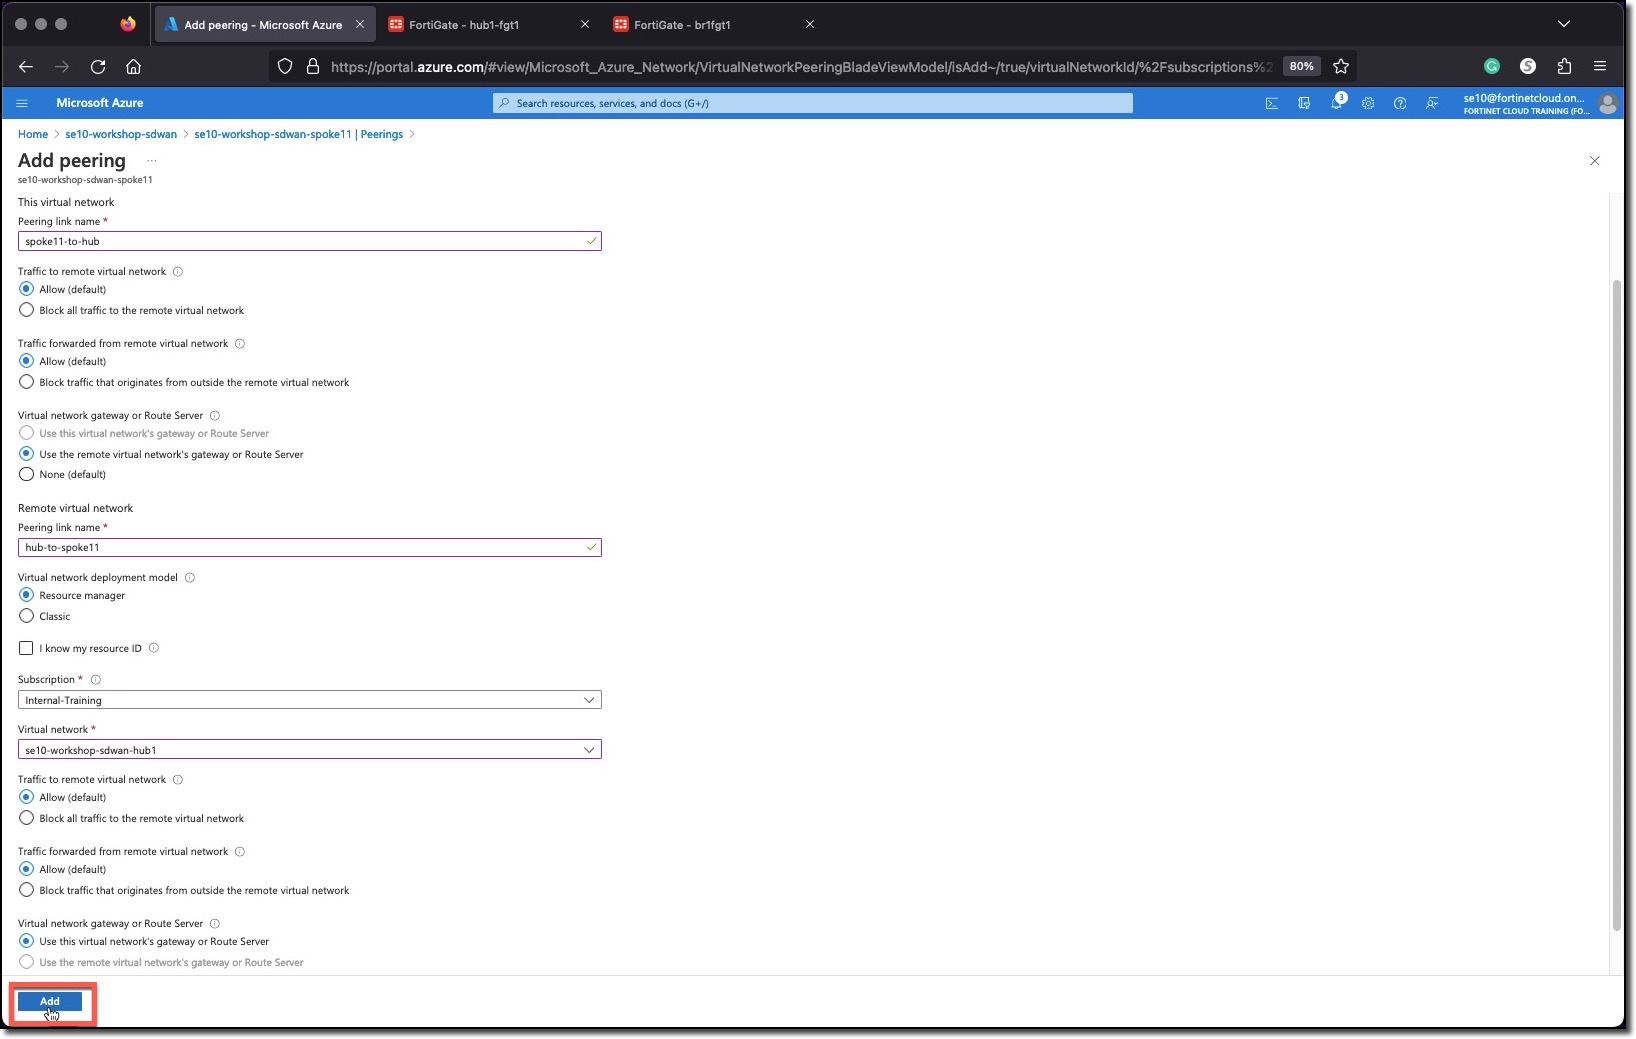 Add peering - Microsoft Azure
FortiGate - hub1-fgt1
FortiGate - br1fgt1
https://portal.azure.com/#view/Microsoft_Azure_Network/VirtualNetworkPeeringBladeViewModel/isAdd~/true/virtualNetworkId/%2Fsubscriptions%2
80%
Microsoft Azure
Search resources, services, and docs (G+/)
3
se10@fortinetcloud.on...
FORTINET CLOUD TRAINING (FO...
Home > se10-workshop-sdwan > se10-workshop-sdwan-spoke11 | Peerings >
Add peering ...
se10-workshop-sdwan-spoke11
This virtual network
Peering link name *
spoke11-to-hub
Traffic to remote virtual network
Allow (default)
Block all traffic to the remote virtual network
Traffic forwarded from remote virtual network
Allow (default)
Block traffic that originates from outside the remote virtual network
Virtual network gateway or Route Server
Use this virtual network's gateway or Route Server
Use the remote virtual network's gateway or Route Server
None (default)
Remote virtual network
Peering link name *
hub-to-spoke11
Virtual network deployment model
Resource manager
Classic
I know my resource ID
Subscription *
Internal-Training
Virtual network *
se10-workshop-sdwan-hub1
Traffic to remote virtual network
Allow (default)
Block all traffic to the remote virtual network
Traffic forwarded from remote virtual network
Allow (default)
Block traffic that originates from outside the remote virtual network
Virtual network gateway or Route Server
Use this virtual network's gateway or Route Server
Use the remote virtual network's gateway or Route Server
Add